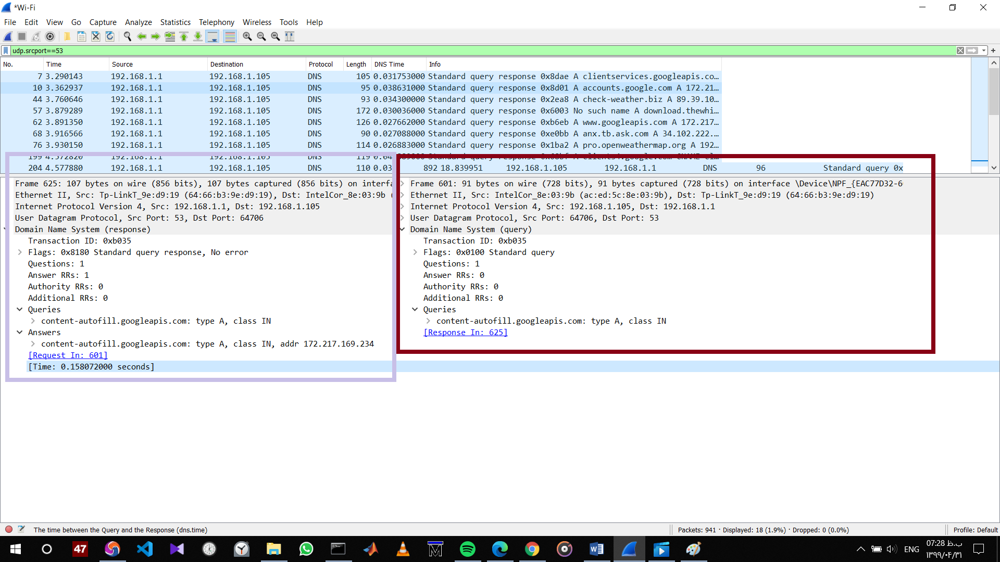 *Wi-Fi
File Edit View Go Capture Analyze Statistics Telephony Wireless Tools Help
udp.srcport==53
No. Time Source Destination Protocol Length DNS Time Info
7 3.290143 192.168.1.1 192.168.1.105 DNS 105 0.031753000 Standard query response 0x8dae A clientservices.googleapis.co…
10 3.362937 192.168.1.1 192.168.1.105 DNS 95 0.038631000 Standard query response 0x8d01 A accounts.google.com A 172.21…
44 3.760646 192.168.1.1 192.168.1.105 DNS 93 0.034300000 Standard query response 0x2ea8 A check-weather.biz A 89.39.10…
57 3.879289 192.168.1.1 192.168.1.105 DNS 172 0.030036000 Standard query response 0x6003 No such name A download.thewhi…
62 3.891350 192.168.1.1 192.168.1.105 DNS 126 0.027662000 Standard query response 0xb6eb A www.googleapis.com A 172.217…
68 3.916566 192.168.1.1 192.168.1.105 DNS 90 0.027088000 Standard query response 0xe0bb A anx.tb.ask.com A 34.102.222.…
76 3.930150 192.168.1.1 192.168.1.105 DNS 114 0.026883000 Standard query response 0x1ba2 A pro.openweathermap.org A 192…
199 4.572820 192.168.1.1 192.168.1.105 DNS 119 Standard query response
204 4.577880 192.168.1.1 192.168.1.105 DNS 110 0.03
892 18.839951 192.168.1.105 192.168.1.1 DNS 96 Standard query 0x
Frame 625: 107 bytes on wire (856 bits), 107 bytes captured (856 bits) on interfa
Ethernet II, Src: Tp-LinkT_9e:d9:19 (64:66:b3:9e:d9:19), Dst: IntelCor_8e:03:9b (
Internet Protocol Version 4, Src: 192.168.1.1, Dst: 192.168.1.105
User Datagram Protocol, Src Port: 53, Dst Port: 64706
Domain Name System (response)
Transaction ID: 0xb035
Flags: 0x8180 Standard query response, No error
Questions: 1
Answer RRs: 1
Authority RRs: 0
Additional RRs: 0
Queries
content-autofill.googleapis.com: type A, class IN
Answers
content-autofill.googleapis.com: type A, class IN, addr 172.217.169.234
[Request In: 601]
[Time: 0.158072000 seconds]
Frame 601: 91 bytes on wire (728 bits), 91 bytes captured (728 bits) on interface \Device\NPF_{EAC77D32-6
Ethernet II, Src: IntelCor_8e:03:9b (ac:ed:5c:8e:03:9b), Dst: Tp-LinkT_9e:d9:19 (64:66:b3:9e:d9:19)
Internet Protocol Version 4, Src: 192.168.1.105, Dst: 192.168.1.1
User Datagram Protocol, Src Port: 64706, Dst Port: 53
Domain Name System (query)
Transaction ID: 0xb035
Flags: 0x0100 Standard query
Questions: 1
Answer RRs: 0
Authority RRs: 0
Additional RRs: 0
Queries
content-autofill.googleapis.com: type A, class IN
[Response In: 625]
The time between the Query and the Response (dns.time)
Packets: 941 · Displayed: 18 (1.9%) · Dropped: 0 (0.0%)
Profile: Default
47
ENG
07:28 ب.ظ
۱۳۹۹/۰۴/۳۱